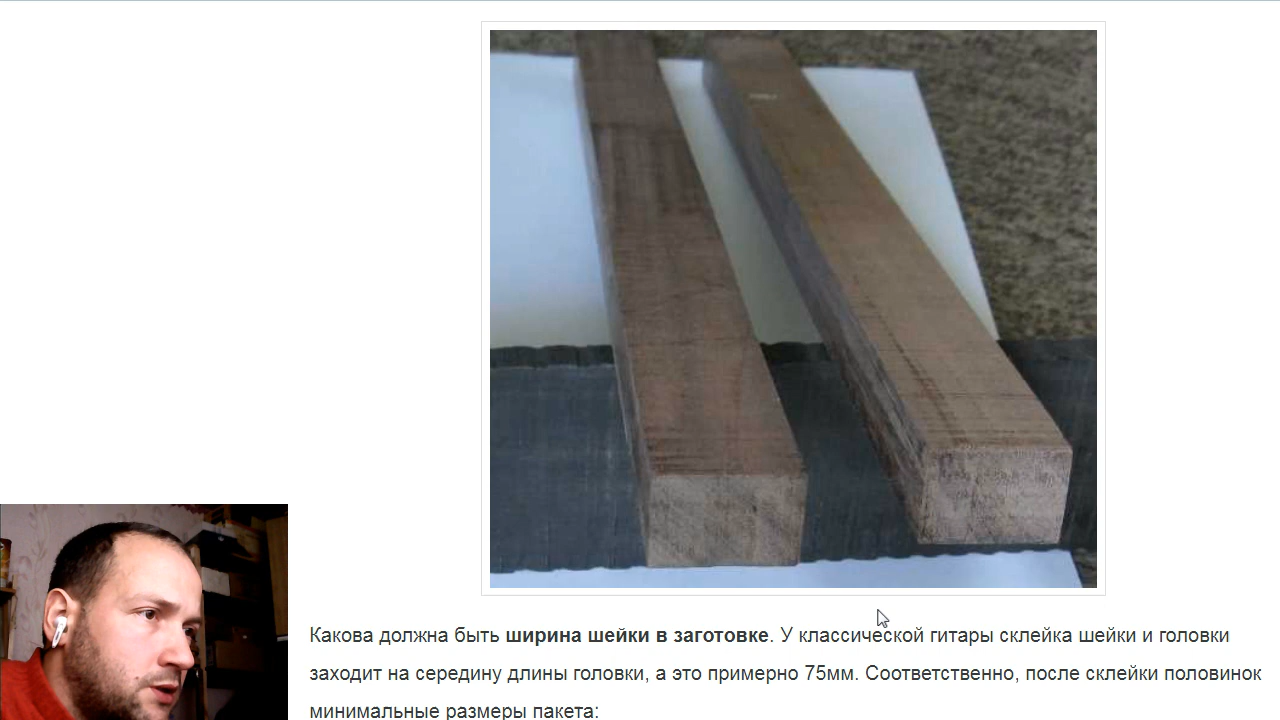 Какова должна быть ширина шейки в заготовке. У классической гитары склейка шейки и головки
заходит на середину длины головки, а это примерно 75мм. Соответственно, после склейки половинок
минимальные размеры пакета: